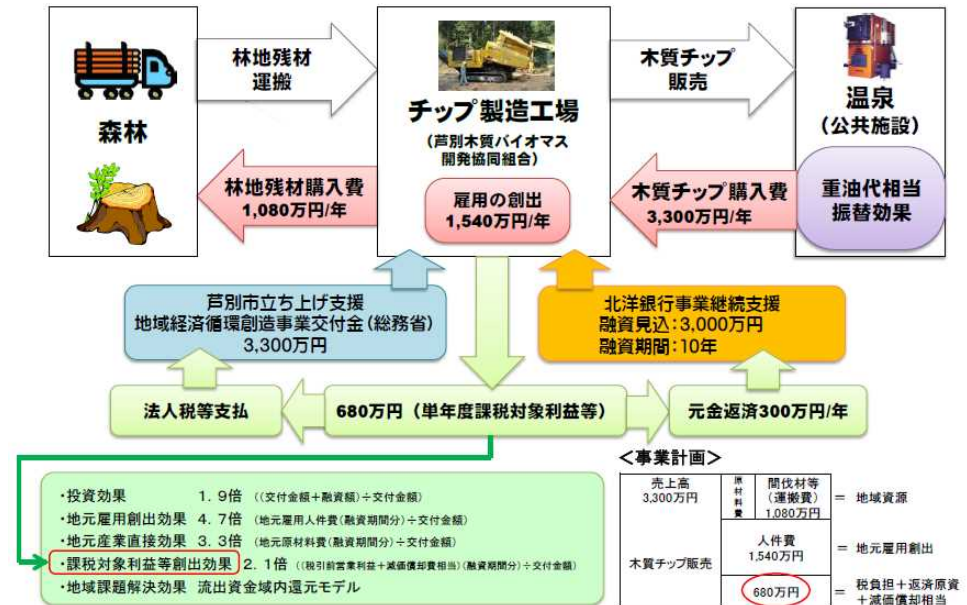 林地残材
運搬
木質チップ
販売
森林
チップ製造工場
(芦別木質バイオマス
開発協同組合)
温泉
(公共施設)
林地残材購入費
1,080万円/年
雇用の創出
1,540万円/年
木質チップ購入費
3,300万円/年
重油代相当
振替効果
芦別市立ち上げ支援
地域経済循環創造事業交付金(総務省)
3,300万円
北洋銀行事業継続支援
融資見込:3,000万円
融資期間:10年
法人税等支払
680万円(単年度課税対象利益等)
元金返済300万円/年
・投資効果 1.9倍 ((交付金額+融資額)÷交付金額)
・地元雇用創出効果 4.7倍 (地元雇用人件費(融資期間分)÷交付金額)
・地元産業直接効果 3.3倍 (地元原材料費(融資期間分)÷交付金額)
・課税対象利益等創出効果 2.1倍 ((税引前営業利益+減価償却費相当)(融資期間分)÷交付金額)
・地域課題解決効果 流出資金域内還元モデル
<事業計画>
売上高
3,300万円
木質チップ販売
原材料費
間伐材等
(運搬費)
1,080万円
= 地域資源
人件費
1,540万円
= 地元雇用創出
680万円
= 税負担+返済原資
+減価償却相当